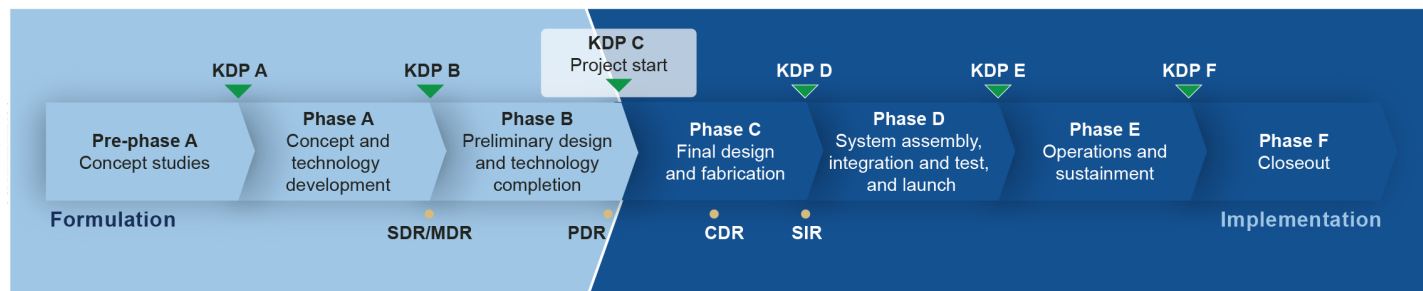 KDP C
Project start
KDP A
KDP B
KDP D
KDP E
KDP F
Pre-phase A
Concept studies
Phase A
Concept and
technology
development
Phase B
Preliminary design
and technology
completion
Phase C
Final design
and fabrication
Phase D
System assembly,
integration and test,
and launch
Phase E
Operations and
sustainment
Phase F
Closeout
Formulation
Implementation
SDR/MDR
PDR
CDR
SIR